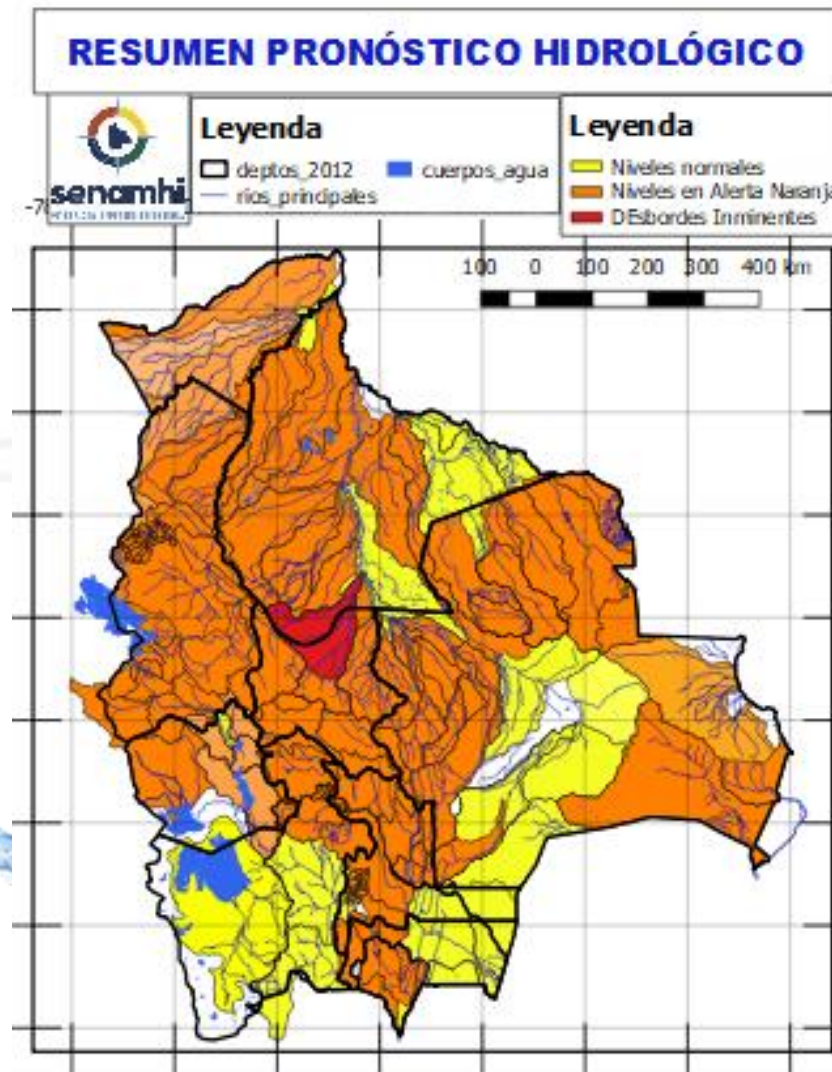 RESUMEN PRONÓSTICO HIDROLÓGICO
senamhi
Leyenda
deptos_2012
cuerpos_agua
rios_principales
Leyenda
Niveles normales
Niveles en Alerta Naranja
DEsbordes Inminentes
100 0 100 200 300 400 km